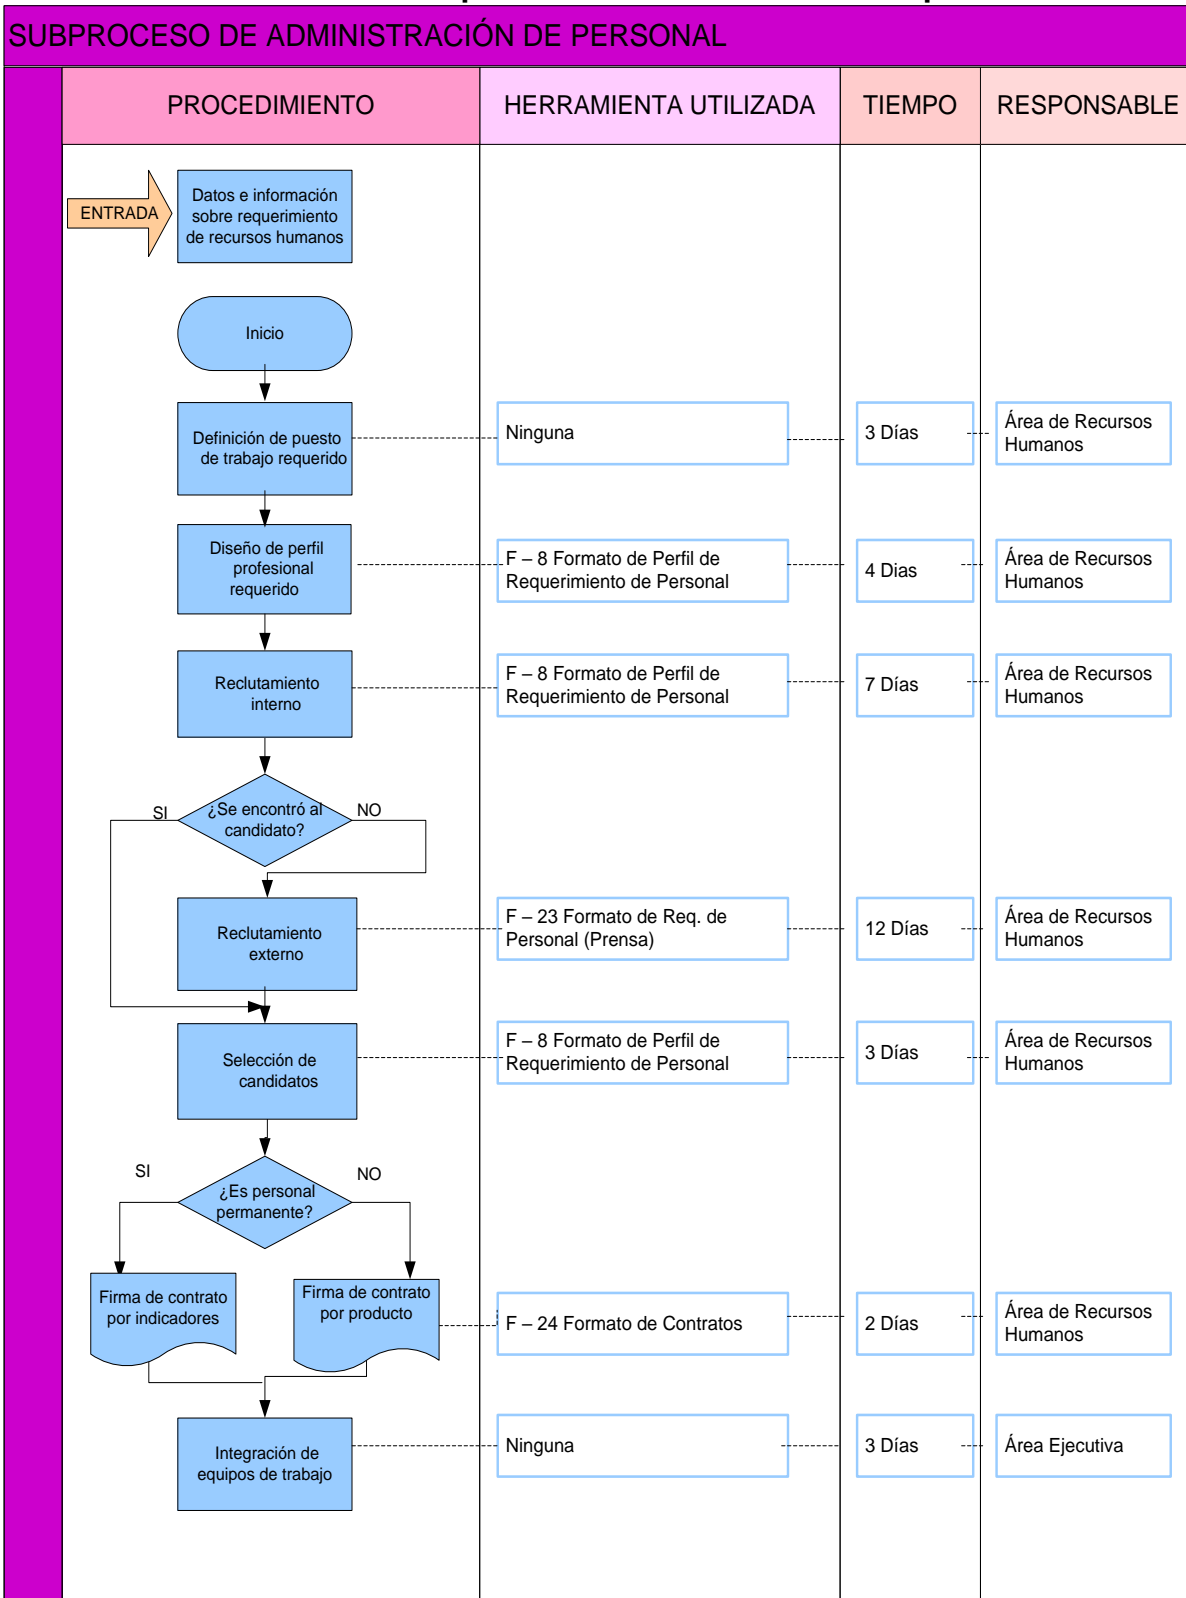 SUBPROCESO DE ADMINISTRACIÓN DE PERSONAL
PROCEDIMIENTO
HERRAMIENTA UTILIZADA
TIEMPO
RESPONSABLE
ENTRADA
Datos e información
sobre requerimiento
de recursos humanos
Inicio
Definición de puesto
de trabajo requerido
Ninguna
3 Días
Área de Recursos
Humanos
Diseño de perfil
profesional
requerido
F – 8 Formato de Perfil de
Requerimiento de Personal
4 Dias
Área de Recursos
Humanos
Reclutamiento
interno
F – 8 Formato de Perfil de
Requerimiento de Personal
7 Días
Área de Recursos
Humanos
SI
¿Se encontró al
candidato?
NO
Reclutamiento
externo
F – 23 Formato de Req. de
Personal (Prensa)
12 Días
Área de Recursos
Humanos
Selección de
candidatos
F – 8 Formato de Perfil de
Requerimiento de Personal
3 Días
Área de Recursos
Humanos
SI
¿Es personal
permanente?
NO
Firma de contrato
por indicadores
Firma de contrato
por producto
F – 24 Formato de Contratos
2 Días
Área de Recursos
Humanos
Integración de
equipos de trabajo
Ninguna
3 Días
Área Ejecutiva